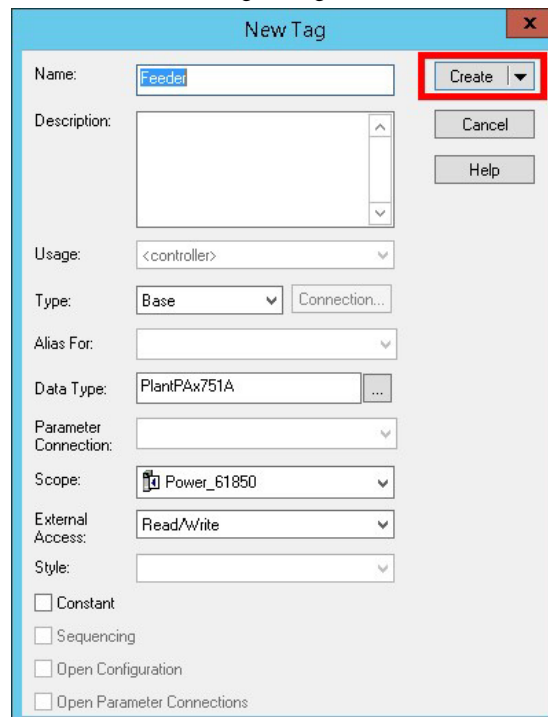 New Tag
x
Name:
Feeder
Create
Description:
Cancel
Help
Usage:
<controller>
Type:
Base
Connection...
Alias For:
Data Type:
PlantPAx751A
...
Parameter
Connection:
Scope:
Power_61850
External
Access:
Read/Write
Style:
Constant
Sequencing
Open Configuration
Open Parameter Connections